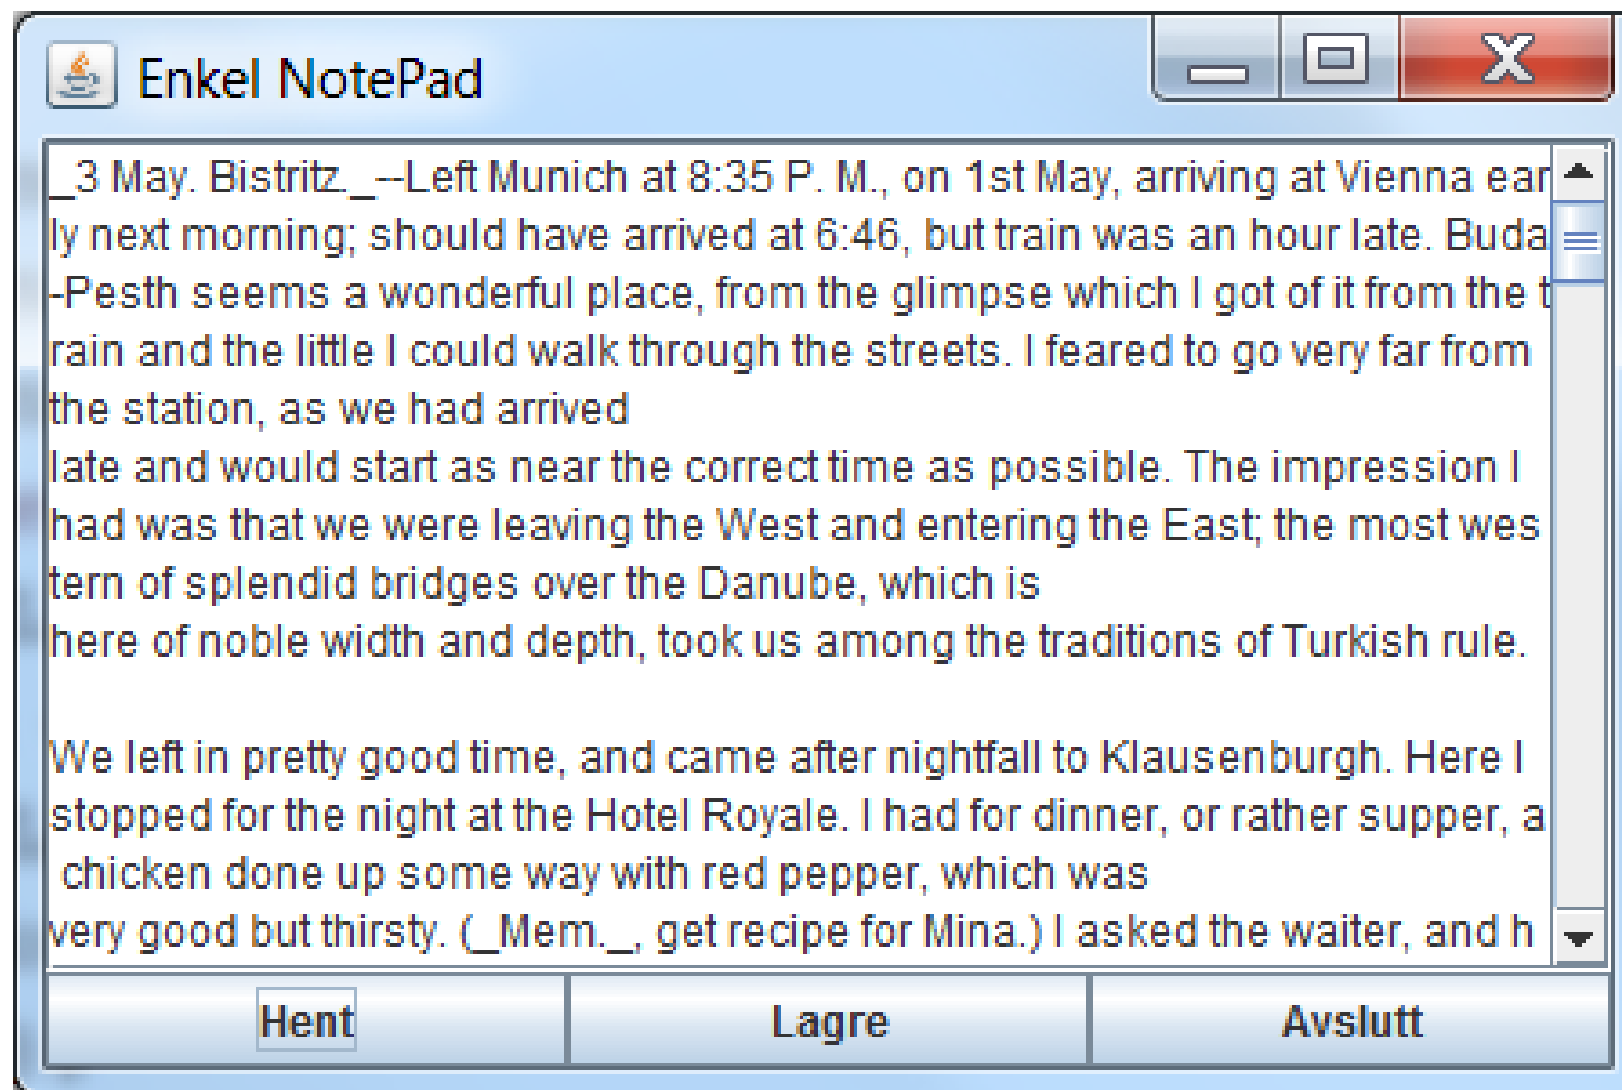 Enkel NotePad
_3 May. Bistritz._--Left Munich at 8:35 P. M., on 1st May, arriving at Vienna ear
ly next morning; should have arrived at 6:46, but train was an hour late. Buda
-Pesth seems a wonderful place, from the glimpse which I got of it from the t
rain and the little I could walk through the streets. I feared to go very far from
the station, as we had arrived
late and would start as near the correct time as possible. The impression I
had was that we were leaving the West and entering the East; the most wes
tern of splendid bridges over the Danube, which is
here of noble width and depth, took us among the traditions of Turkish rule.

We left in pretty good time, and came after nightfall to Klausenburgh. Here I
stopped for the night at the Hotel Royale. I had for dinner, or rather supper, a
 chicken done up some way with red pepper, which was
very good but thirsty. (_Mem._, get recipe for Mina.) I asked the waiter, and h
Hent
Lagre
Avslutt